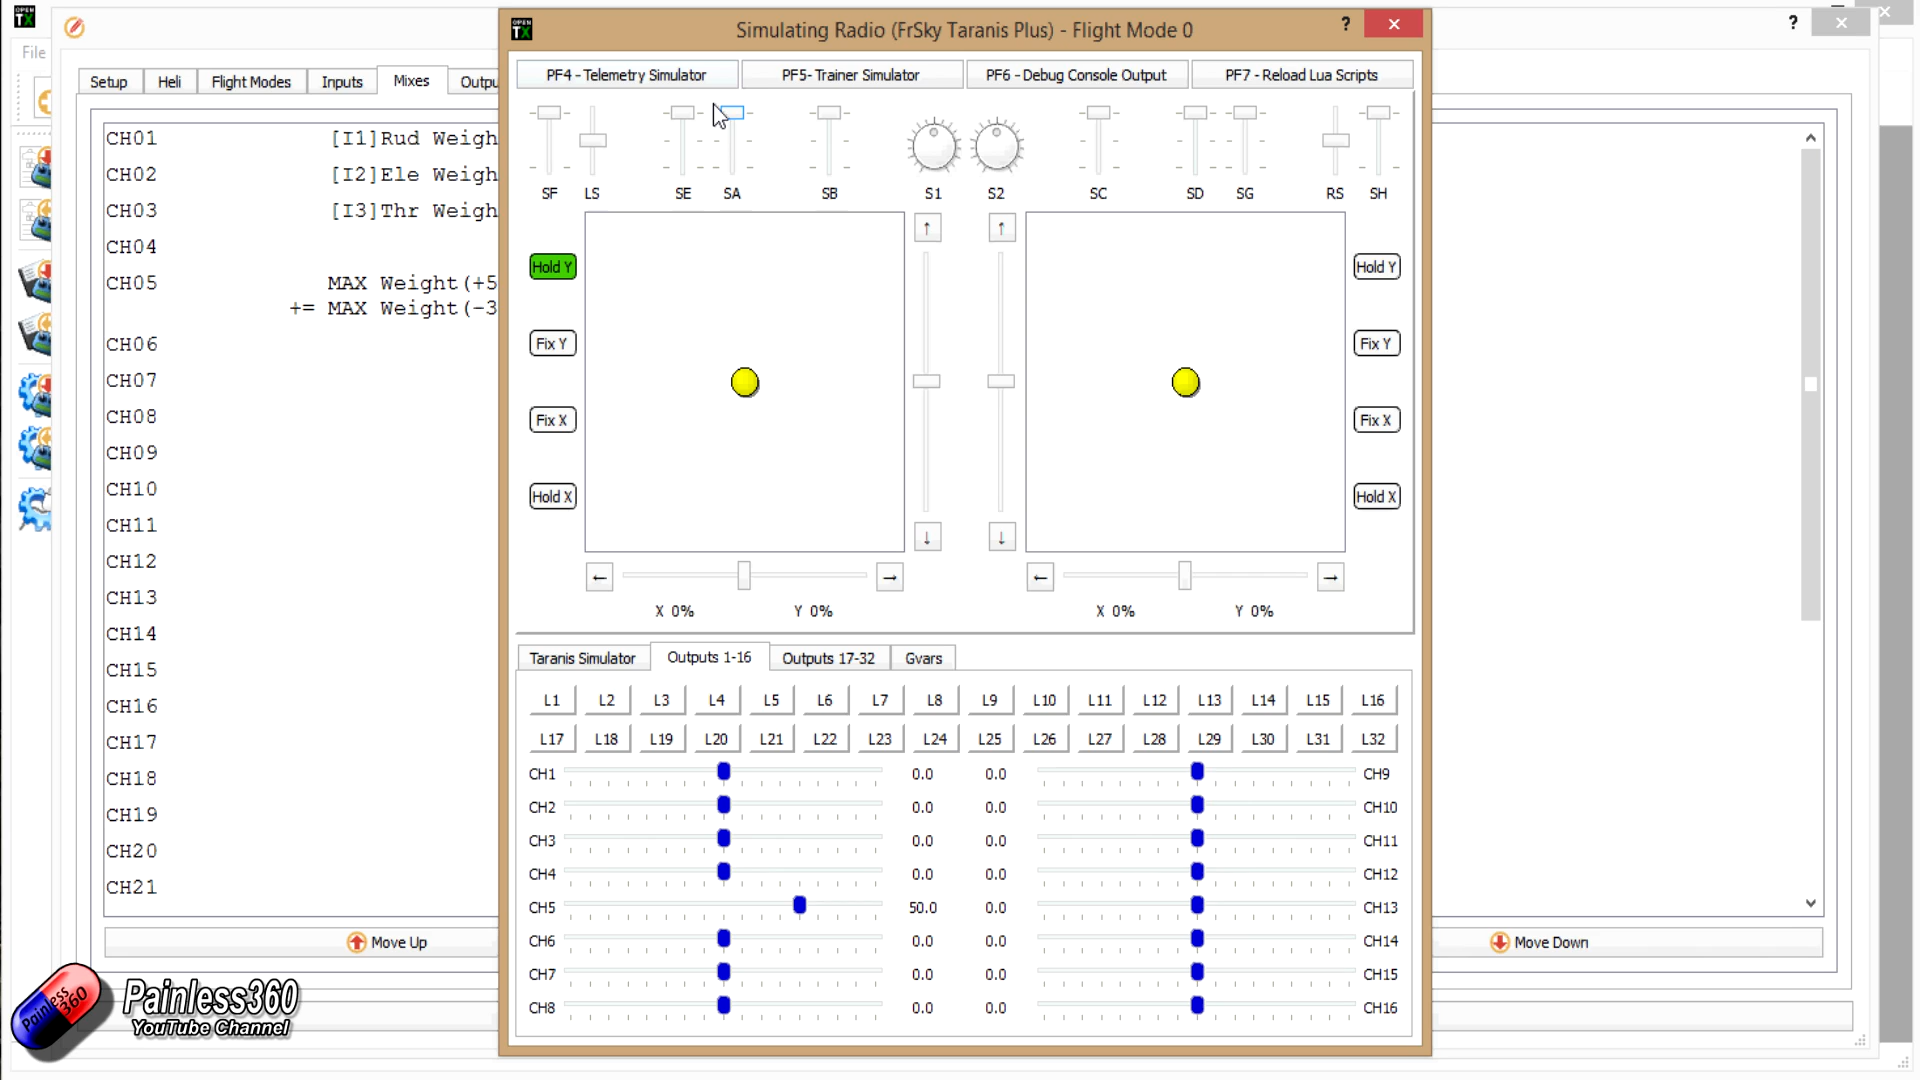 OPEN TX
Simulating Radio (FrSky Taranis Plus) - Flight Mode 0
?
File
Setup Heli Flight Modes Inputs Mixes Outpu
PF4 - Telemetry Simulator PF5- Trainer Simulator PF6 - Debug Console Output PF7 - Reload Lua Scripts
SF LS SE SA SB S1 S2 SC SD SG RS SH
CH01 [I1]Rud Weigh
CH02 [I2]Ele Weigh
CH03 [I3]Thr Weigh
CH04
CH05 MAX Weight(+5
+= MAX Weight(-3
CH06
CH07
CH08
CH09
CH10
CH11
CH12
CH13
CH14
CH15
CH16
CH17
CH18
CH19
CH20
CH21
Move Up
Hold Y
Fix Y
Fix X
Hold X
↑ ↑
↓ ↓
← →
← →
X 0% Y 0%
X 0% Y 0%
Hold Y
Fix Y
Fix X
Hold X
Taranis Simulator Outputs 1-16 Outputs 17-32 Gvars
L1 L2 L3 L4 L5 L6 L7 L8 L9 L10 L11 L12 L13 L14 L15 L16
L17 L18 L19 L20 L21 L22 L23 L24 L25 L26 L27 L28 L29 L30 L31 L32
CH1 0.0 0.0 CH9
CH2 0.0 0.0 CH10
CH3 0.0 0.0 CH11
CH4 0.0 0.0 CH12
CH5 50.0 0.0 CH13
CH6 0.0 0.0 CH14
CH7 0.0 0.0 CH15
CH8 0.0 0.0 CH16
Move Down
?
Painless 360
Painless360
YouTube Channel